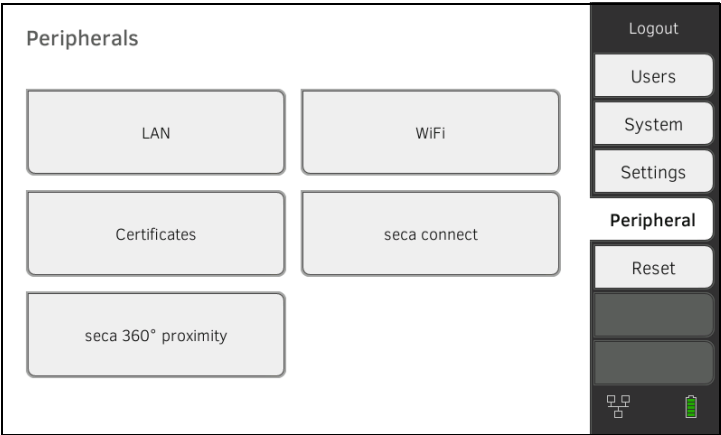 Peripherals
LAN
WiFi
Certificates
seca connect
seca 360° proximity
Logout
Users
System
Settings
Peripheral
Reset